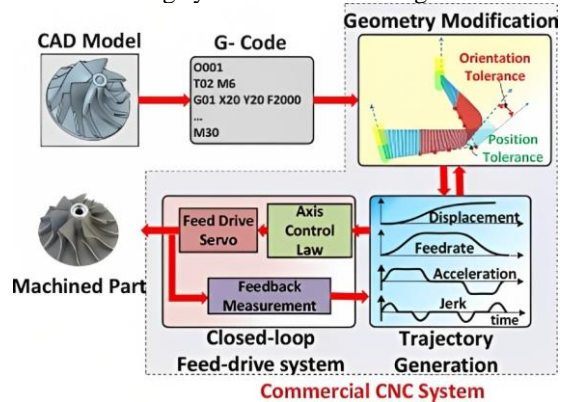 Geometry Modification
CAD Model
G- Code
O001
T02 M6
G01 X20 Y20 F2000
...
M30
Orientation
Tolerance
Position
Tolerance
Displacement
Feedrate
Acceleration
Jerk
time
Feed Drive
Servo
Axis
Control
Law
Feedback
Measurement
Machined Part
Closed-loop
Feed-drive system
Trajectory
Generation
Commercial CNC System